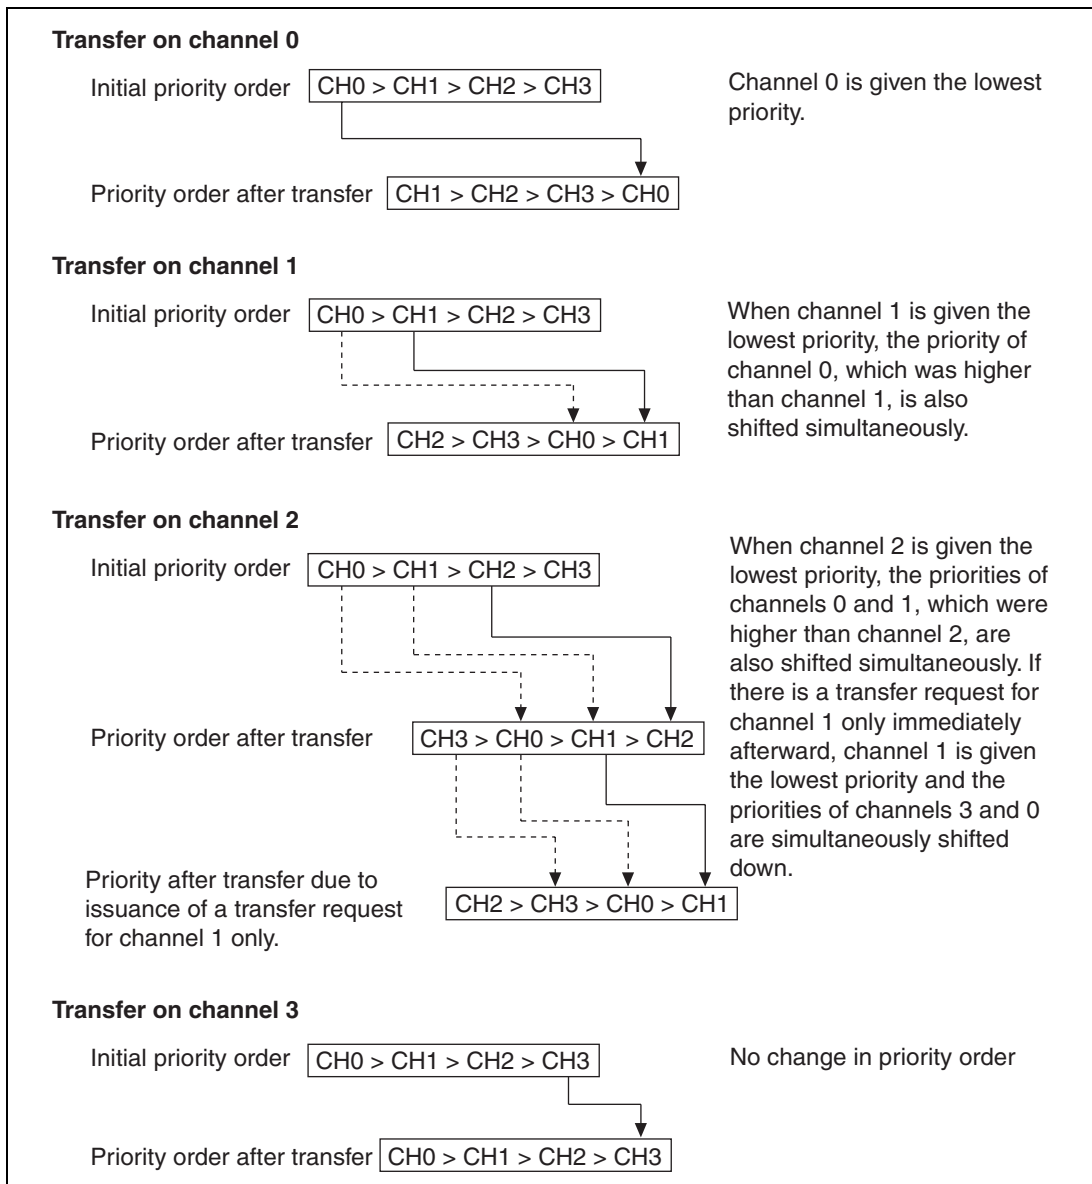 Transfer on channel 0
Initial priority order CH0 > CH1 > CH2 > CH3
Channel 0 is given the lowest
priority.
Priority order after transfer CH1 > CH2 > CH3 > CH0
Transfer on channel 1
Initial priority order CH0 > CH1 > CH2 > CH3
When channel 1 is given the
lowest priority, the priority of
channel 0, which was higher
than channel 1, is also
shifted simultaneously.
Priority order after transfer CH2 > CH3 > CH0 > CH1
Transfer on channel 2
Initial priority order CH0 > CH1 > CH2 > CH3
When channel 2 is given the
lowest priority, the priorities of
channels 0 and 1, which were
higher than channel 2, are
also shifted simultaneously. If
there is a transfer request for
channel 1 only immediately
afterward, channel 1 is given
the lowest priority and the
priorities of channels 3 and 0
are simultaneously shifted
down.
Priority order after transfer CH3 > CH0 > CH1 > CH2
Priority after transfer due to
issuance of a transfer request
for channel 1 only.
CH2 > CH3 > CH0 > CH1
Transfer on channel 3
Initial priority order CH0 > CH1 > CH2 > CH3
No change in priority order
Priority order after transfer CH0 > CH1 > CH2 > CH3